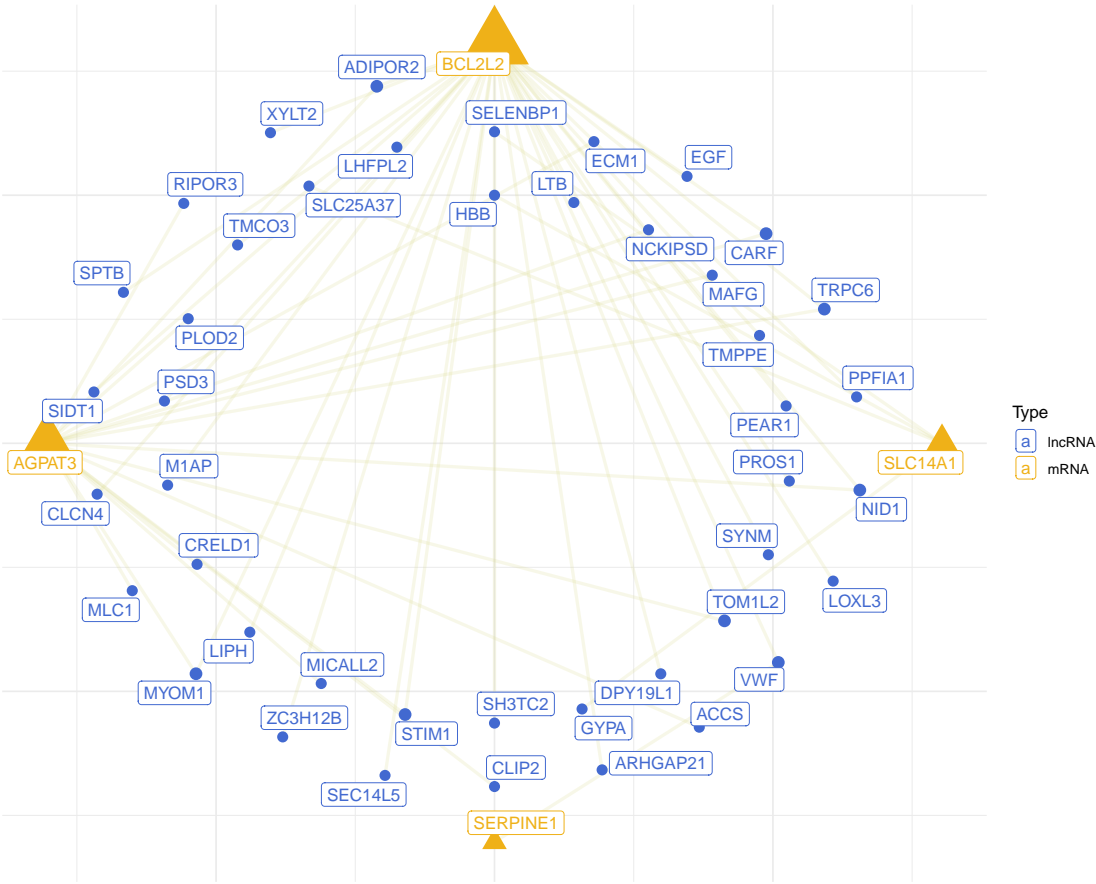 ADIPOR2
BCL2L2
XYLT2
SELENBP1
LHFPL2
ECM1
EGF
RIPOR3
LTB
SLC25A37
HBB
TMCO3
NCKIPSD
CARF
SPTB
MAFG
TRPC6
PLOD2
TMPPE
PSD3
PPFIA1
SIDT1
PEAR1
Type
a lncRNA
a mRNA
AGPAT3
M1AP
PROS1
SLC14A1
CLCN4
NID1
CRELD1
SYNM
MLC1
TOM1L2
LOXL3
LIPH
MICALL2
MYOM1
DPY19L1
VWF
ZC3H12B
SH3TC2
ACCS
STIM1
GYPA
CLIP2
ARHGAP21
SEC14L5
SERPINE1